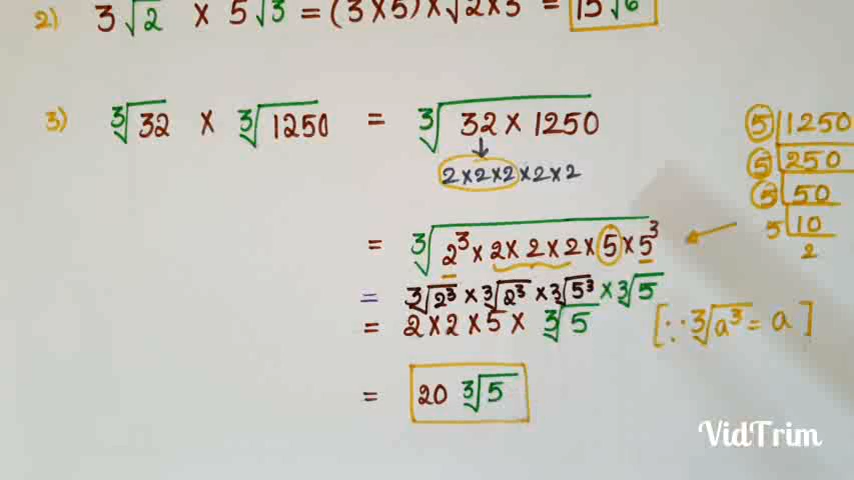 2) 3√2 × 5√3 = (3×5)×√2×3 = 15√6
3) ∛32 × ∛1250 = ∛32 × 1250
2×2×2×2×2
= ∛2³ × 2 × 2 × 2 × 5 × 5³
= ∛2³ × ∛2³ × ∛5³ × ∛5
= 2 × 2 × 5 × ∛5 [∵ ∛a³ = a]
= 20 ∛5
5 | 1250
5 | 250
5 | 50
5 | 10
2
VidTrim